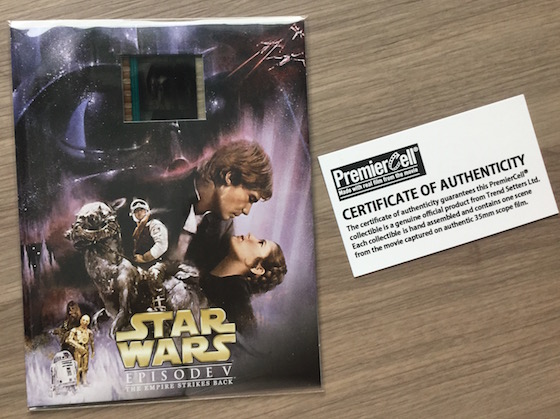 STAR
WARS
EPISODE V
THE EMPIRE STRIKES BACK
PremierCell®
made with real film from the movie
CERTIFICATE OF AUTHENTICITY
The certificate of authenticity guarantees this PremierCell®
collectible is a genuine official product from Trend Setters Ltd.
Each collectible is hand assembled and contains one scene
from the movie captured on authentic 35mm scope film.